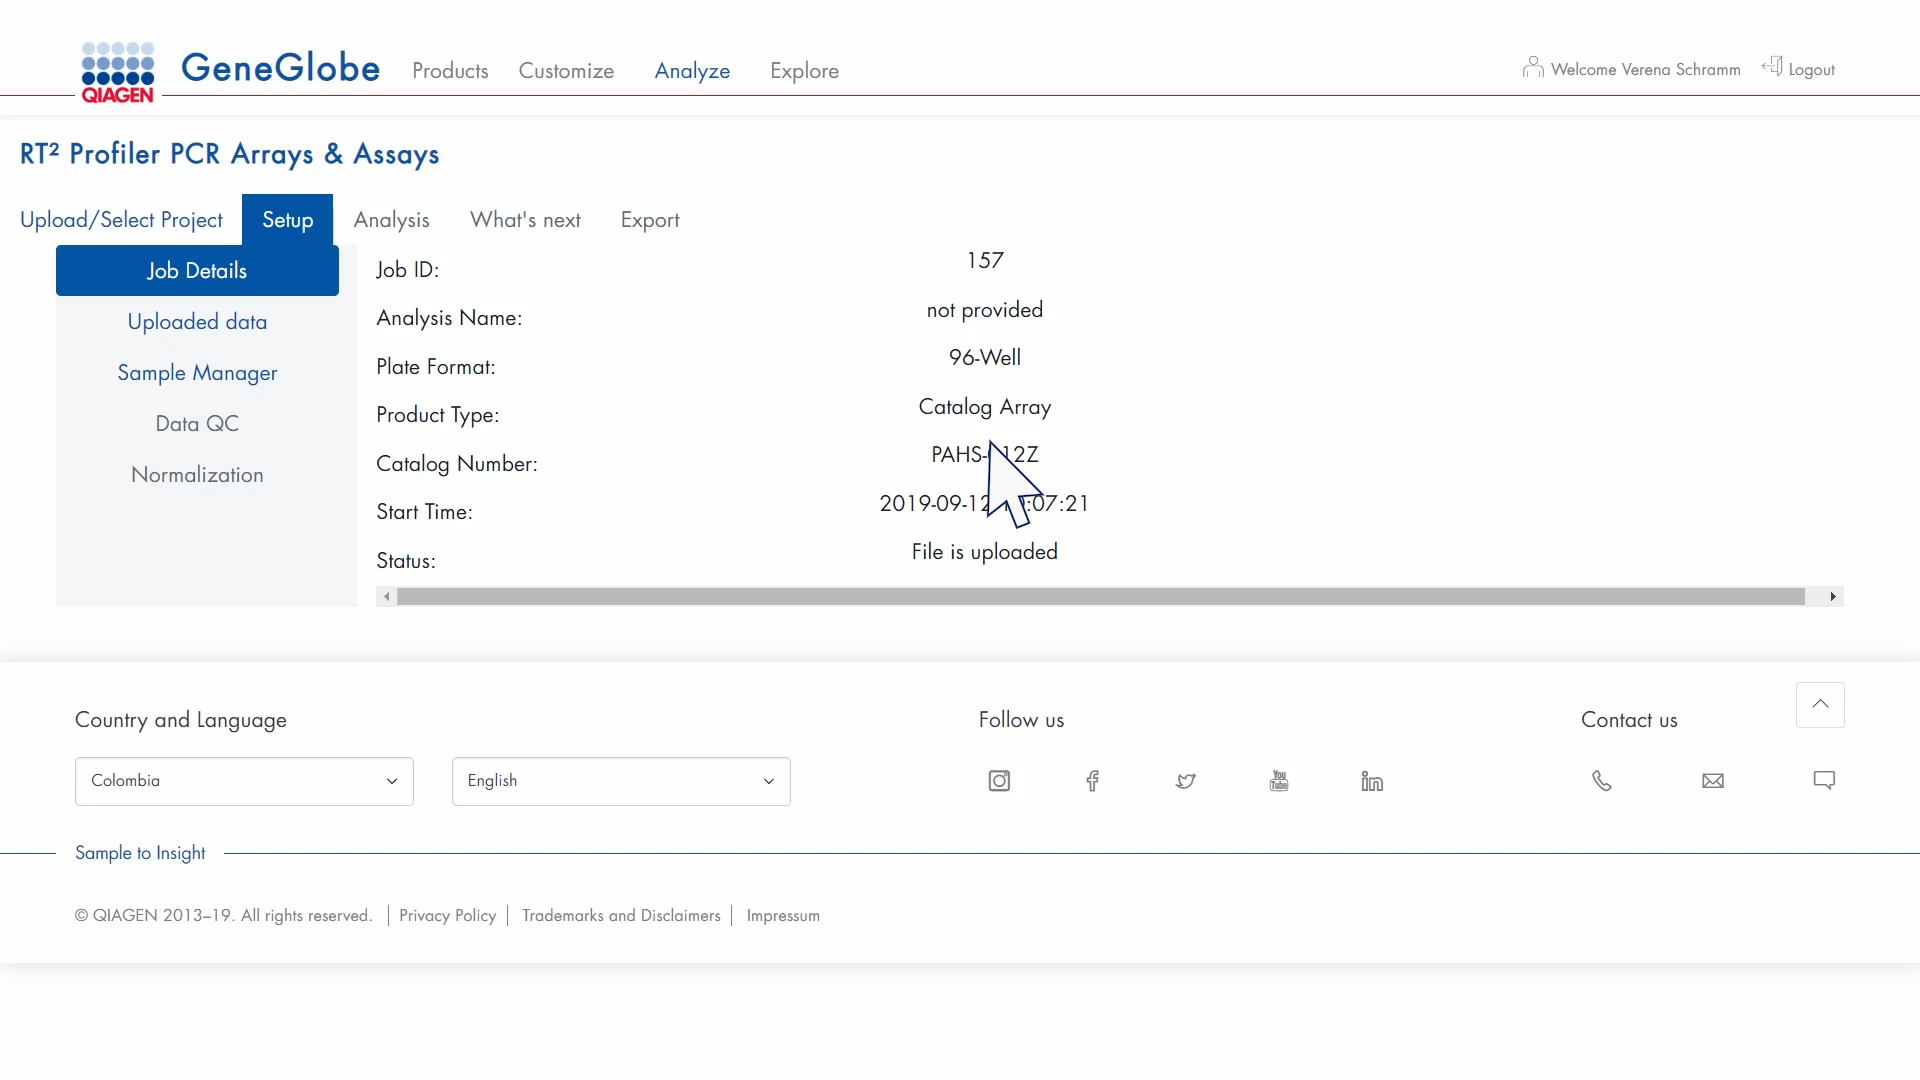 QIAGEN
GeneGlobe
Products
Customize
Analyze
Explore
Welcome Verena Schramm
Logout
RT² Profiler PCR Arrays & Assays
Upload/Select Project
Setup
Analysis
What's next
Export
Job Details
Uploaded data
Sample Manager
Data QC
Normalization
Job ID: 157
Analysis Name: not provided
Plate Format: 96-Well
Product Type: Catalog Array
Catalog Number:
Start Time:
Status: File is uploaded
Country and Language
Follow us
Contact us
Colombia
English
You
Tube
in
Sample to Insight
© QIAGEN 2013–19. All rights reserved. | Privacy Policy | Trademarks and Disclaimers | Impressum